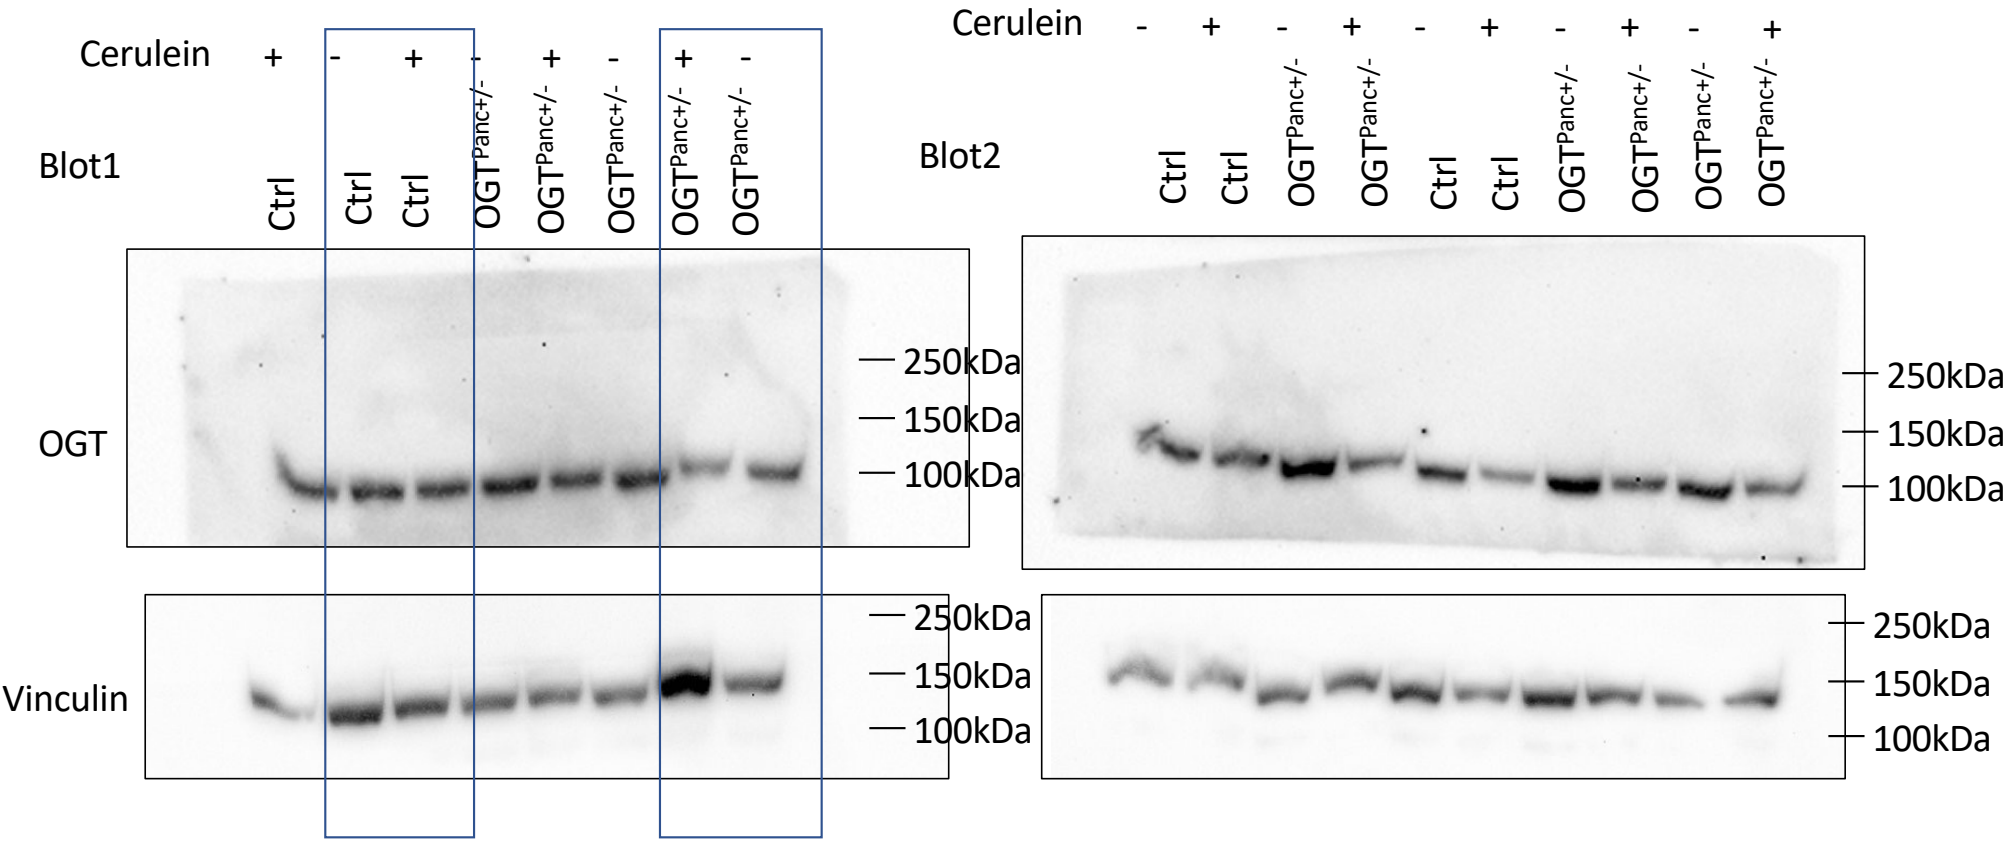 Cerulein + - + - + - + -
Blot1
Ctrl Ctrl Ctrl OGTPanc+/- OGTPanc+/- OGTPanc+/- OGTPanc+/- OGTPanc+/-
OGT
250kDa
150kDa
100kDa
Vinculin
250kDa
150kDa
100kDa
Cerulein - + - + - + - + - +
Blot2
Ctrl Ctrl OGTPanc+/- OGTPanc+/- Ctrl Ctrl OGTPanc+/- OGTPanc+/- OGTPanc+/- OGTPanc+/-
250kDa
150kDa
100kDa
250kDa
150kDa
100kDa